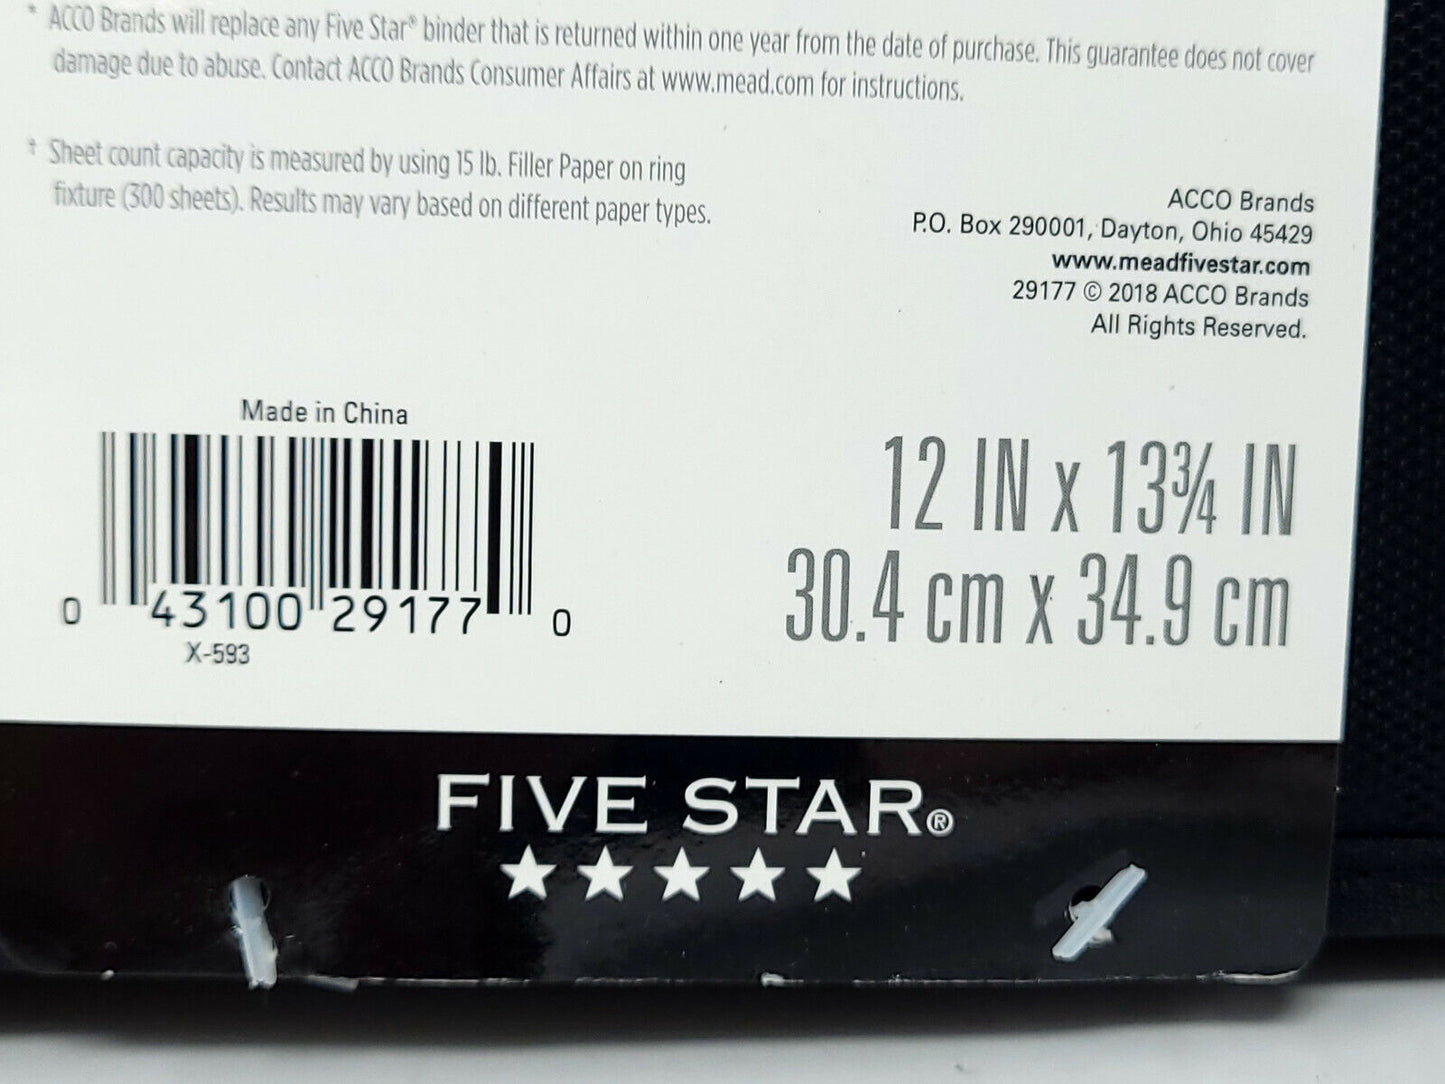 * ACCO Brands will replace any Five Star® binder that is returned within one year from the date of purchase. This guarantee does not cover
damage due to abuse. Contact ACCO Brands Consumer Affairs at www.mead.com for instructions.
‡ Sheet count capacity is measured by using 15 lb. Filler Paper on ring
fixture (300 sheets). Results may vary based on different paper types.
ACCO Brands
P.O. Box 290001, Dayton, Ohio 45429
www.meadfivestar.com
29177 © 2018 ACCO Brands
All Rights Reserved.
Made in China
0 43100 29177 0
X-593
12 IN x 13¾ IN
30.4 cm x 34.9 cm
FIVE STAR®